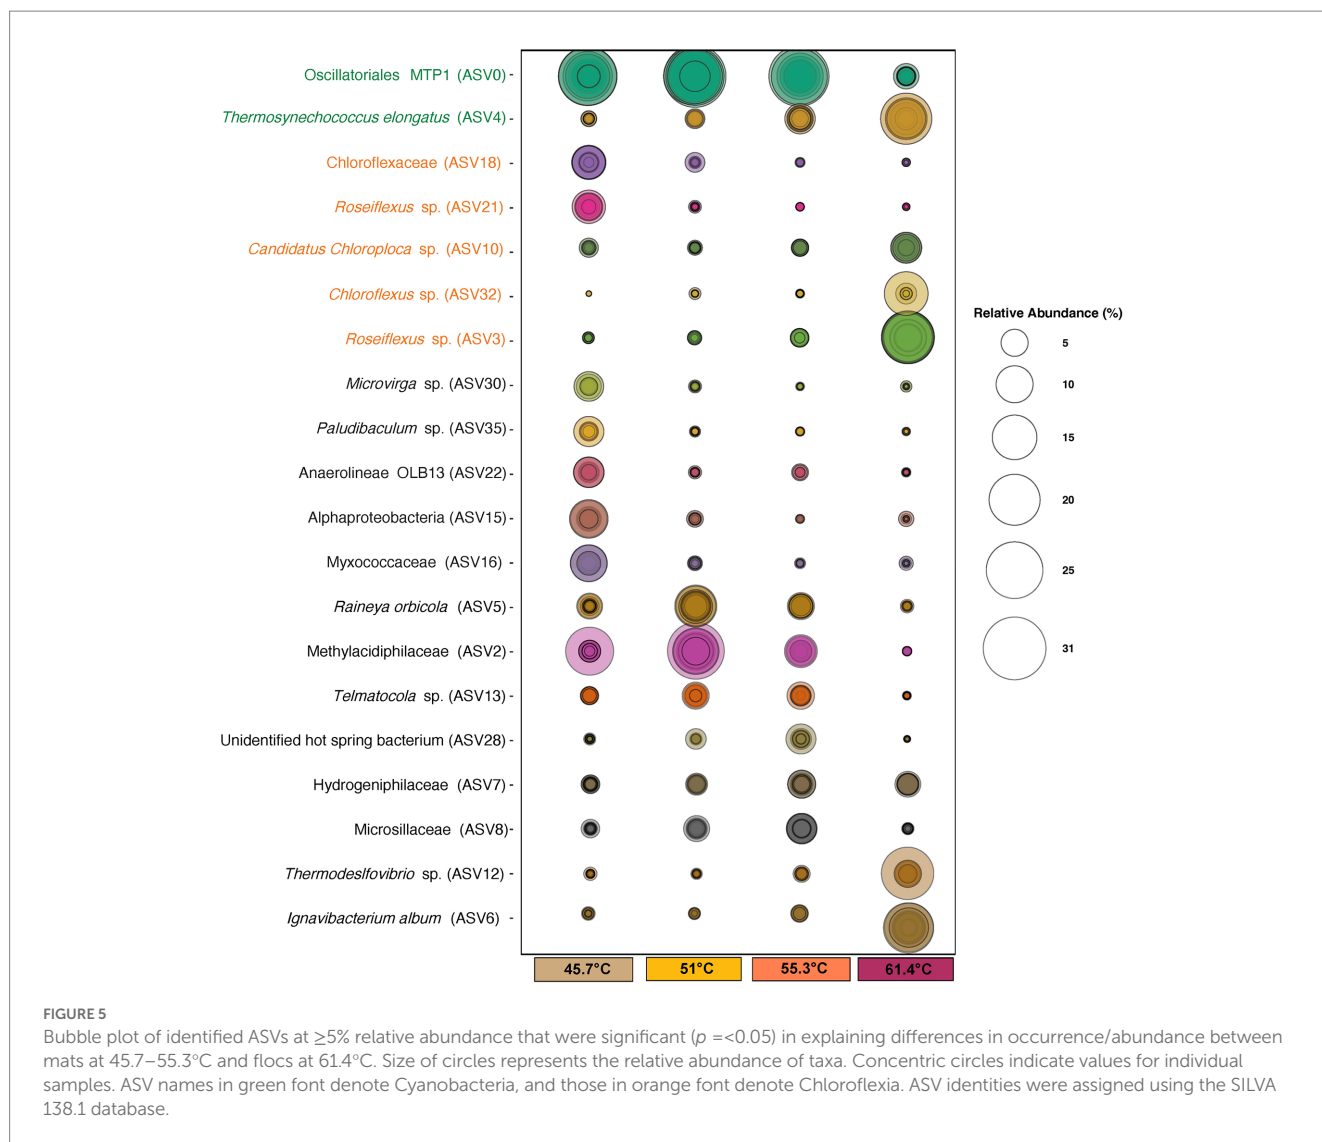 Oscillatoriales MTP1 (ASV0)
Thermosynechococcus elongatus (ASV4)
Chloroflexaceae (ASV18)
Roseiflexus sp. (ASV21)
Candidatus Chloroploca sp. (ASV10)
Chloroflexus sp. (ASV32)
Roseiflexus sp. (ASV3)
Microvirga sp. (ASV30)
Paludibaculum sp. (ASV35)
Anaerolineae OLB13 (ASV22)
Alphaproteobacteria (ASV15)
Myxococcaceae (ASV16)
Raineya orbicola (ASV5)
Methylacidiphilaceae (ASV2)
Telmatocola sp. (ASV13)
Unidentified hot spring bacterium (ASV28)
Hydrogeniphilaceae (ASV7)
Microsillaceae (ASV8)
Thermodeslfovibrio sp. (ASV12)
Ignavibacterium album (ASV6)
45.7°C 51°C 55.3°C 61.4°C
Relative Abundance (%)
5
10
15
20
25
31
FIGURE 5
Bubble plot of identified ASVs at ≥5% relative abundance that were significant (p =<0.05) in explaining differences in occurrence/abundance between
mats at 45.7–55.3°C and flocs at 61.4°C. Size of circles represents the relative abundance of taxa. Concentric circles indicate values for individual
samples. ASV names in green font denote Cyanobacteria, and those in orange font denote Chloroflexia. ASV identities were assigned using the SILVA
138.1 database.